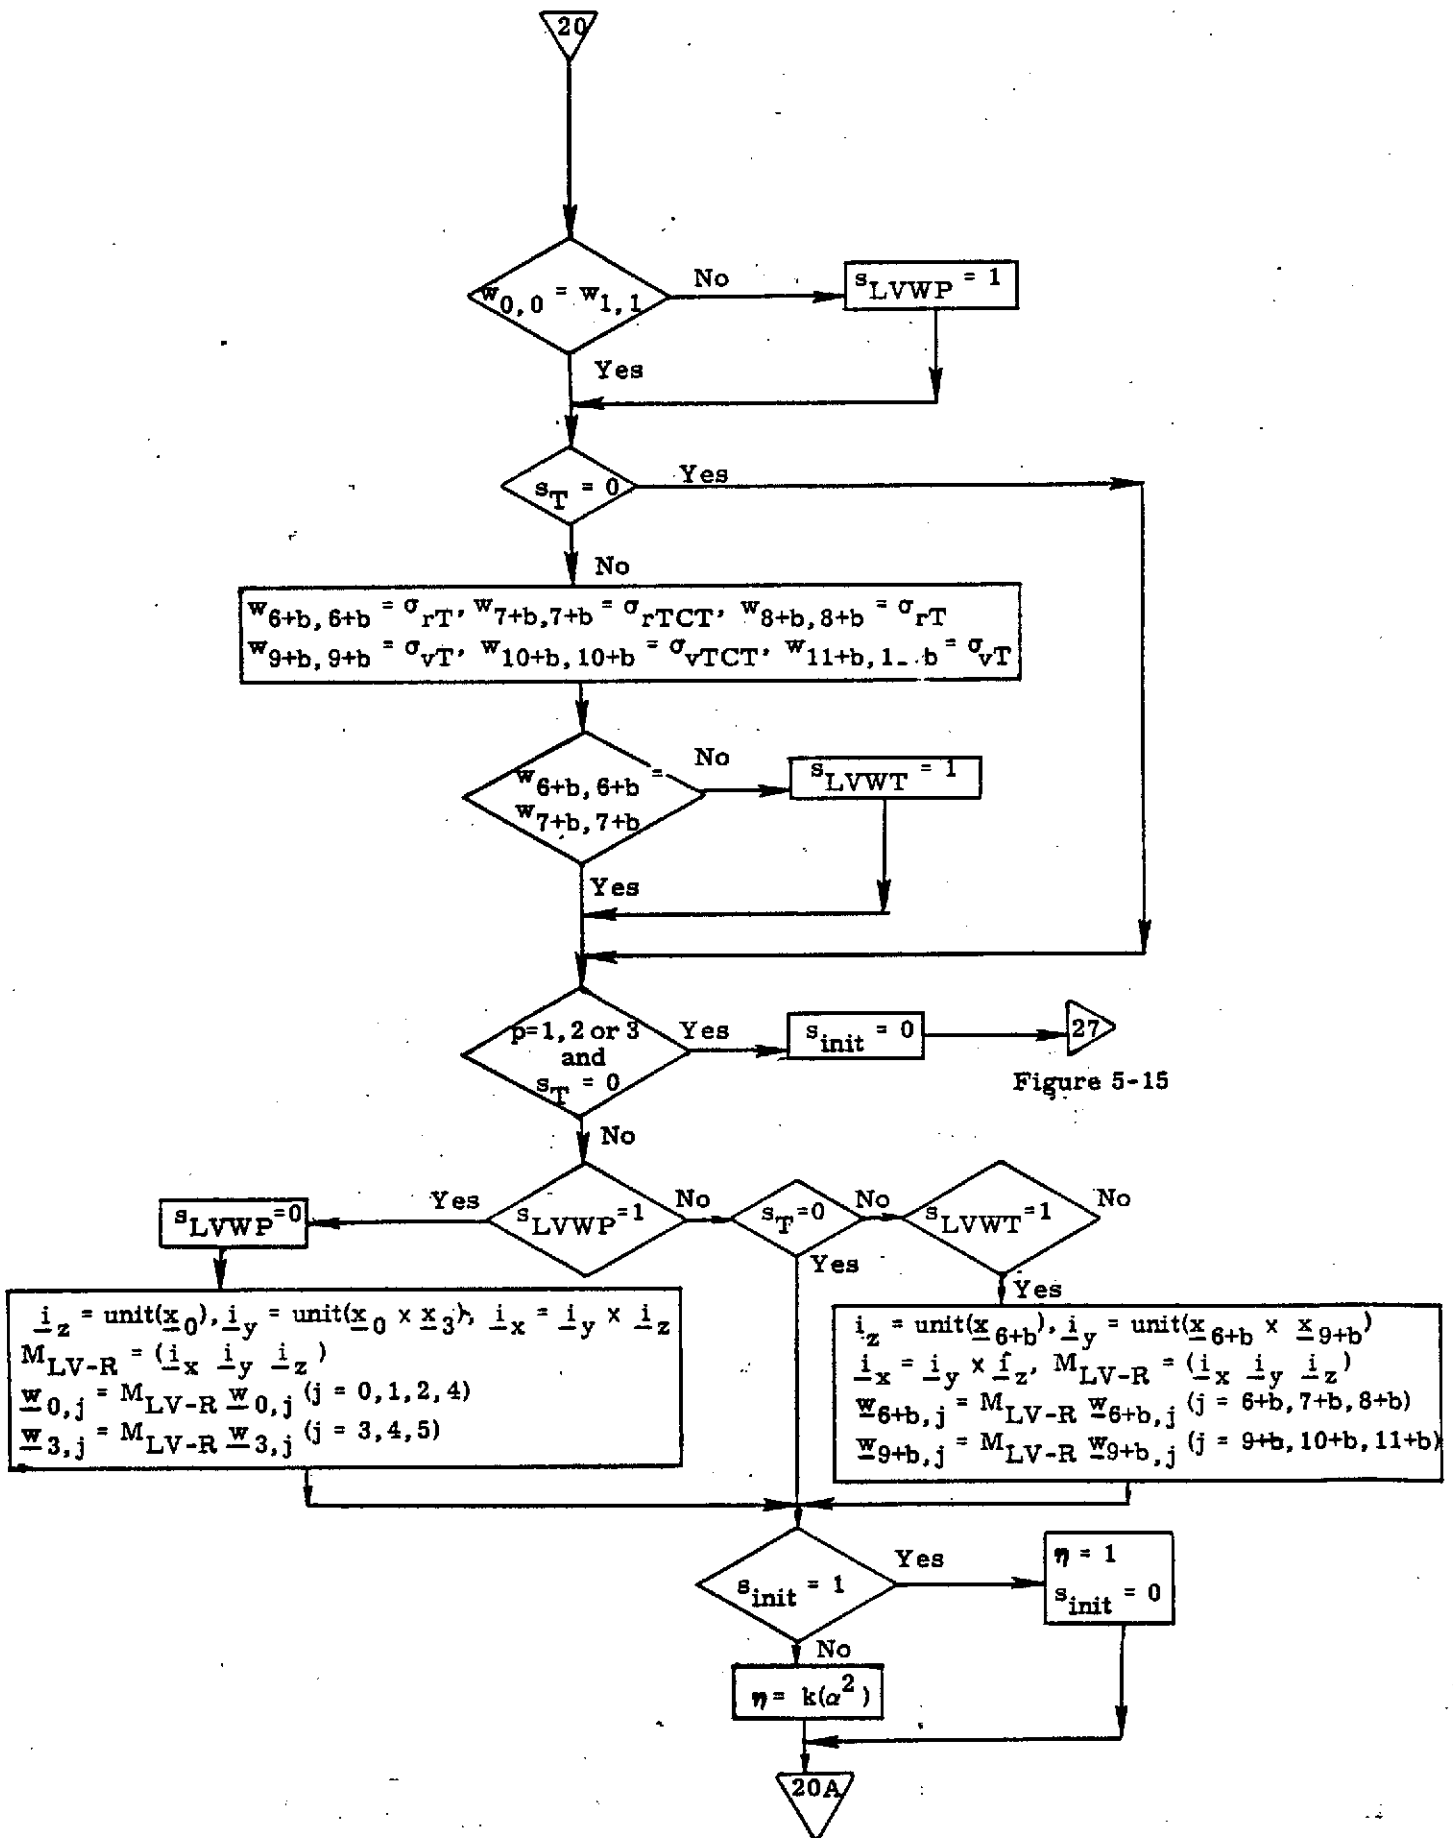 20
w0,0 = w1,1
No
sLVWP = 1
Yes
sT = 0
Yes
No
w6+b, 6+b = σrT, w7+b,7+b = σrTCT, w8+b,8+b = σrT
w9+b, 9+b = σvT, w10+b, 10+b = σvTCT, w11+b, 1 b = σvT
w6+b, 6+b =
w7+b, 7+b
No
sLVWT = 1
Yes
p=1, 2 or 3
and
sT = 0
Yes
sinit = 0
27
Figure 5-15
No
sLVWP=1
Yes
sLVWP=0
No
sT=0
No
sLVWT=1
No
Yes
Yes
iz = unit(x0), iy = unit(x0 × x3), ix = iy × iz
MLV-R = (ix iy iz)
w0,j = MLV-R w0,j (j = 0, 1, 2, 4)
w3,j = MLV-R w3,j (j = 3, 4, 5)
iz = unit(x6+b), iy = unit(x6+b × x9+b)
ix = iy × iz, MLV-R = (ix iy iz)
w6+b,j = MLV-R w6+b,j (j = 6+b, 7+b, 8+b)
w9+b,j = MLV-R w9+b,j (j = 9+b, 10+b, 11+b)
sinit = 1
Yes
η = 1
sinit = 0
No
η = k(α²)
20A